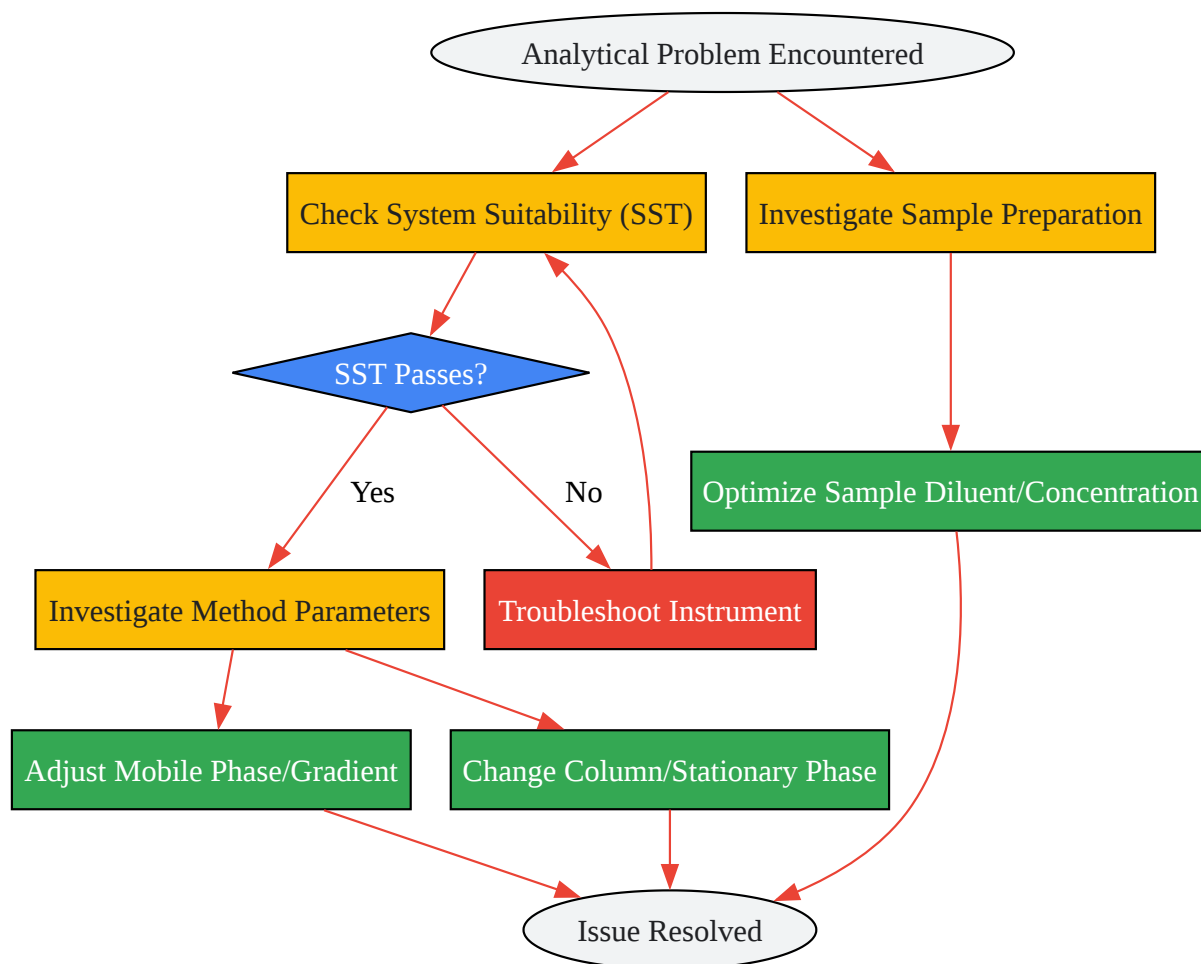 Analytical Problem Encountered
Check System Suitability (SST)
Investigate Sample Preparation
SST Passes?
Yes
No
Optimize Sample Diluent/Concentration
Investigate Method Parameters
Troubleshoot Instrument
Adjust Mobile Phase/Gradient
Change Column/Stationary Phase
Issue Resolved